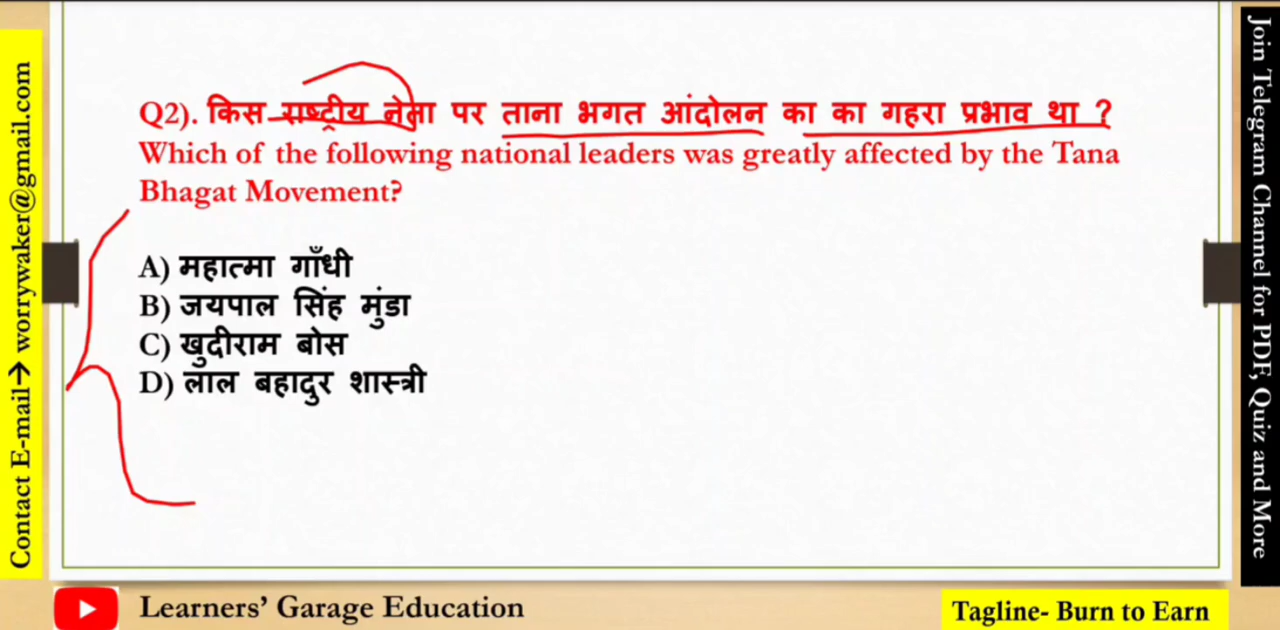 Contact E-mail→ worrywaker@gmail.com
Q2). किस राष्ट्रीय नेता पर ताना भगत आंदोलन का का गहरा प्रभाव था ?
Which of the following national leaders was greatly affected by the Tana
Bhagat Movement?
A) महात्मा गाँधी
B) जयपाल सिंह मुंडा
C) खुदीराम बोस
D) लाल बहादुर शास्त्री
Join Telegram Channel for PDF, Quiz and More
Learners’ Garage Education
Tagline- Burn to Earn